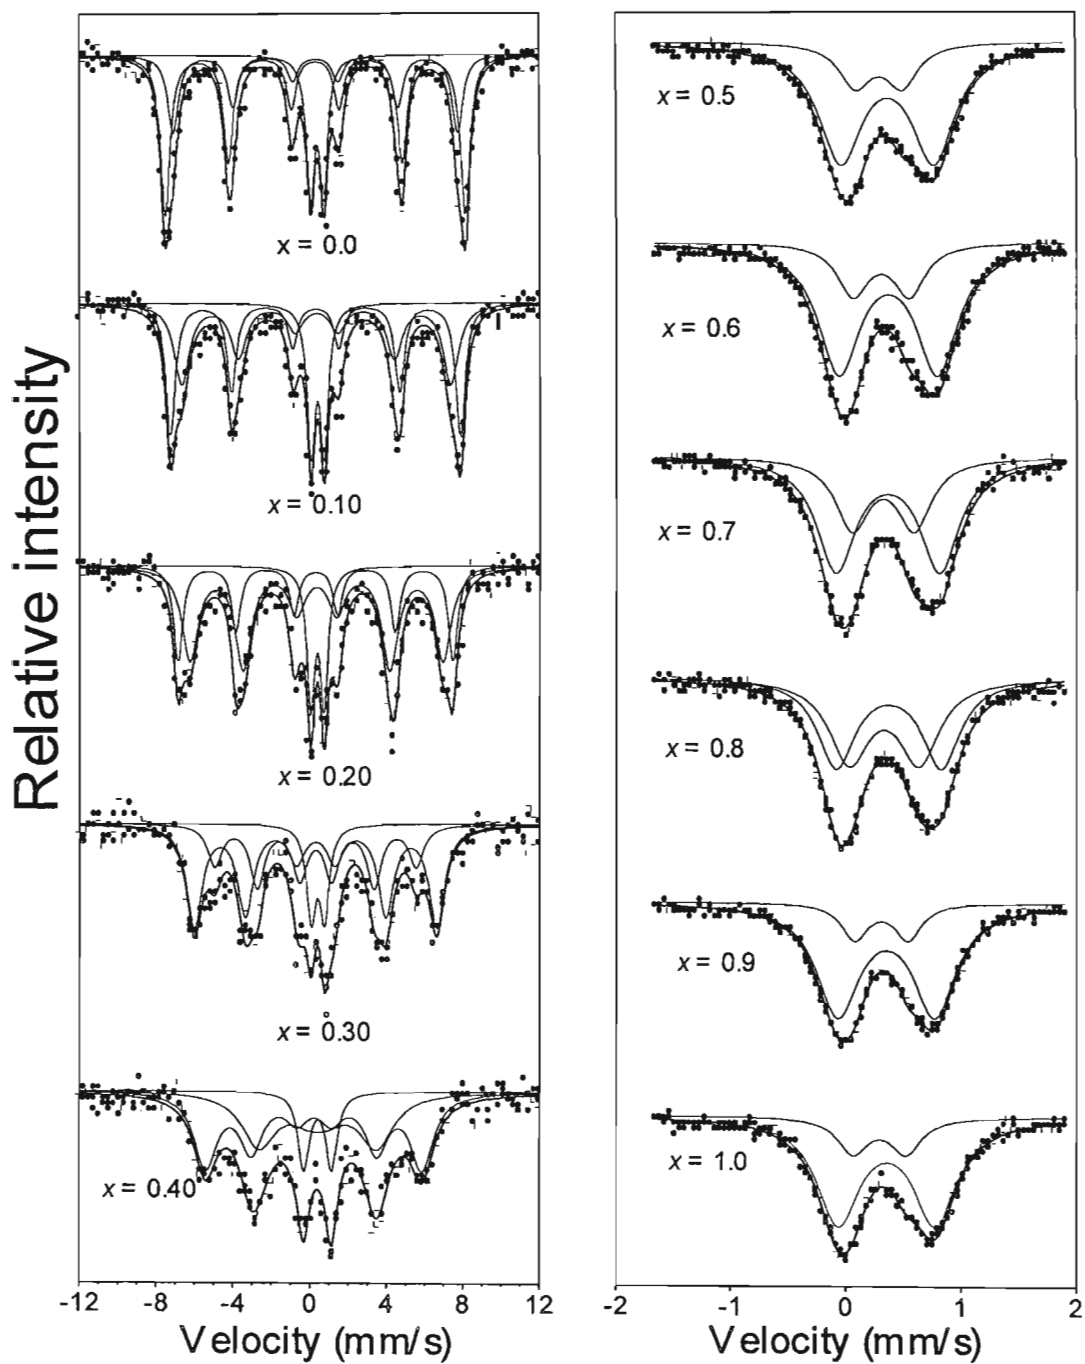 Relative intensity
x = 0.0
x = 0.10
x = 0.20
x = 0.30
x = 0.40
-12 -8 -4 0 4 8 12
Velocity (mm/s)
x = 0.5
x = 0.6
x = 0.7
x = 0.8
x = 0.9
x = 1.0
-2 -1 0 1 2
Velocity (mm/s)